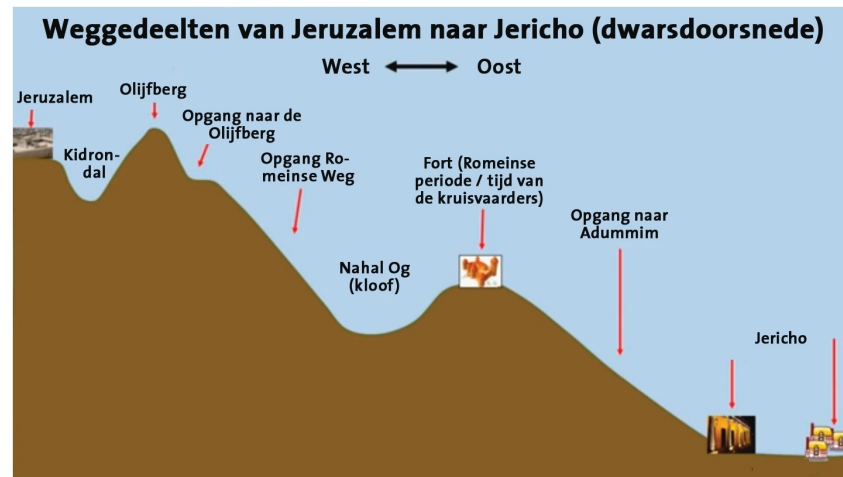 Weggedeelten van Jeruzalem naar Jericho (dwarsdoorsnede)
West Oost
Jeruzalem
Olijfberg
Opgang naar de
Olijfberg
Kidron-
dal
Opgang Ro-
meinse Weg
Fort (Romeinse
periode / tijd van
de kruisvaarders)
Opgang naar
Adummim
Nahal Og
(kloof)
Jericho